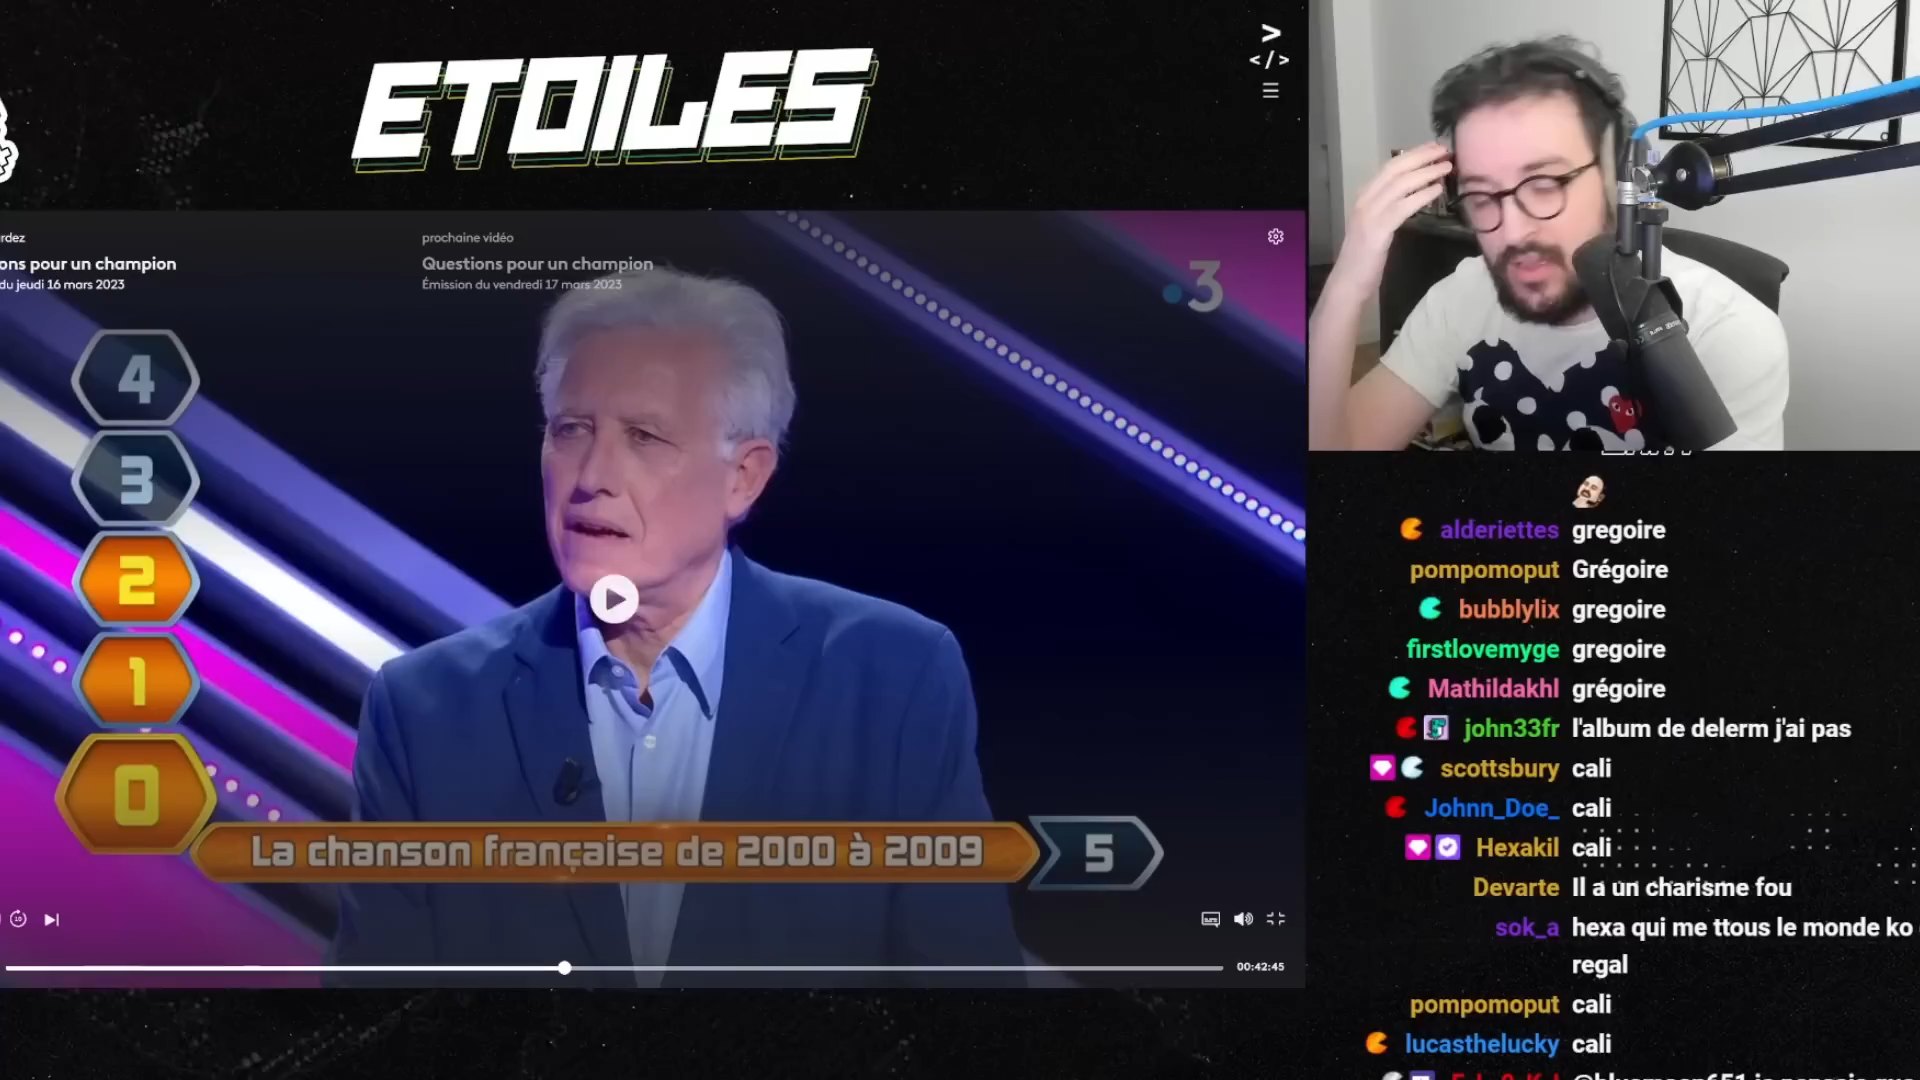 ETOILES
>
</>
rdez
ons pour un champion
du jeudi 16 mars 2023
prochaine vidéo
Questions pour un champion
Émission du vendredi 17 mars 2023
3
4
3
2
1
0
La chanson française de 2000 à 2009
5
10
00:42:45
alderiettes gregoire
pompomoput Grégoire
bubblylix gregoire
firstlovemyge gregoire
Mathildakhl grégoire
john33fr l'album de delerm j'ai pas
scottsbury cali
Johnn_Doe_ cali
Hexakil cali
Devarte Il a un charisme fou
sok_a hexa qui me ttous le monde ko
regal
pompomoput cali
lucasthelucky cali